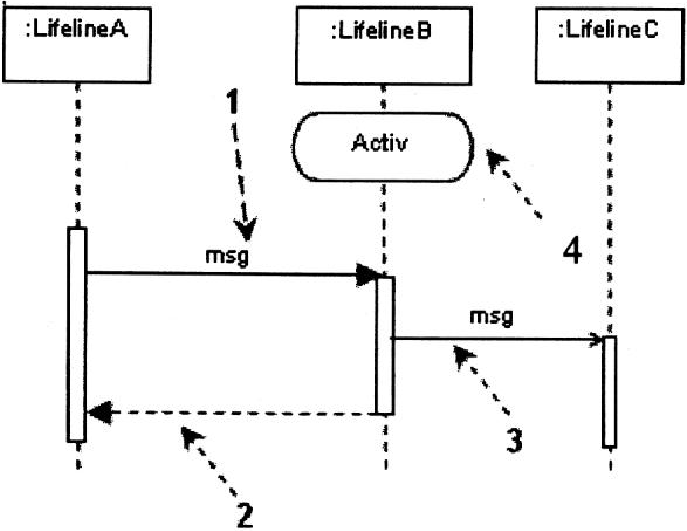 :LifelineA
:LifelineB
:LifelineC
1
Activ
4
msg
msg
3
2